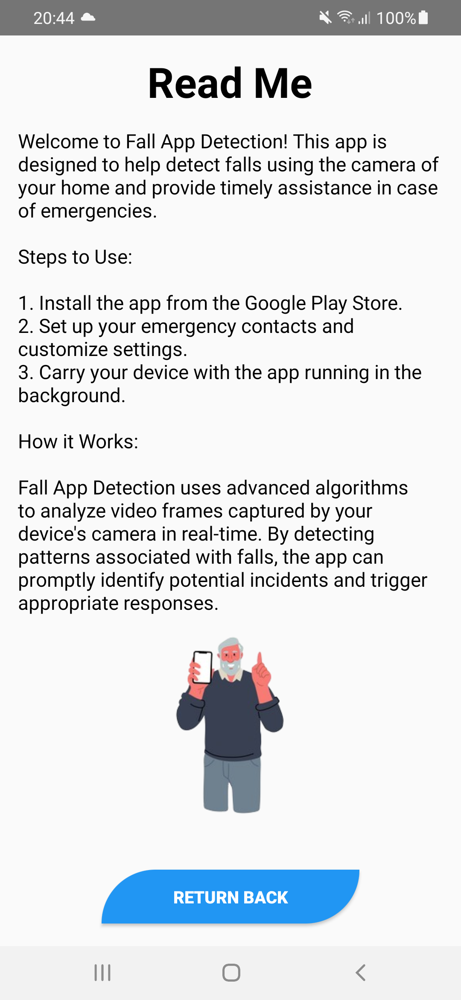 20:44
100%
Read Me
Welcome to Fall App Detection! This app is
designed to help detect falls using the camera of
your home and provide timely assistance in case
of emergencies.
Steps to Use:
1. Install the app from the Google Play Store.
2. Set up your emergency contacts and
customize settings.
3. Carry your device with the app running in the
background.
How it Works:
Fall App Detection uses advanced algorithms
to analyze video frames captured by your
device's camera in real-time. By detecting
patterns associated with falls, the app can
promptly identify potential incidents and trigger
appropriate responses.
RETURN BACK